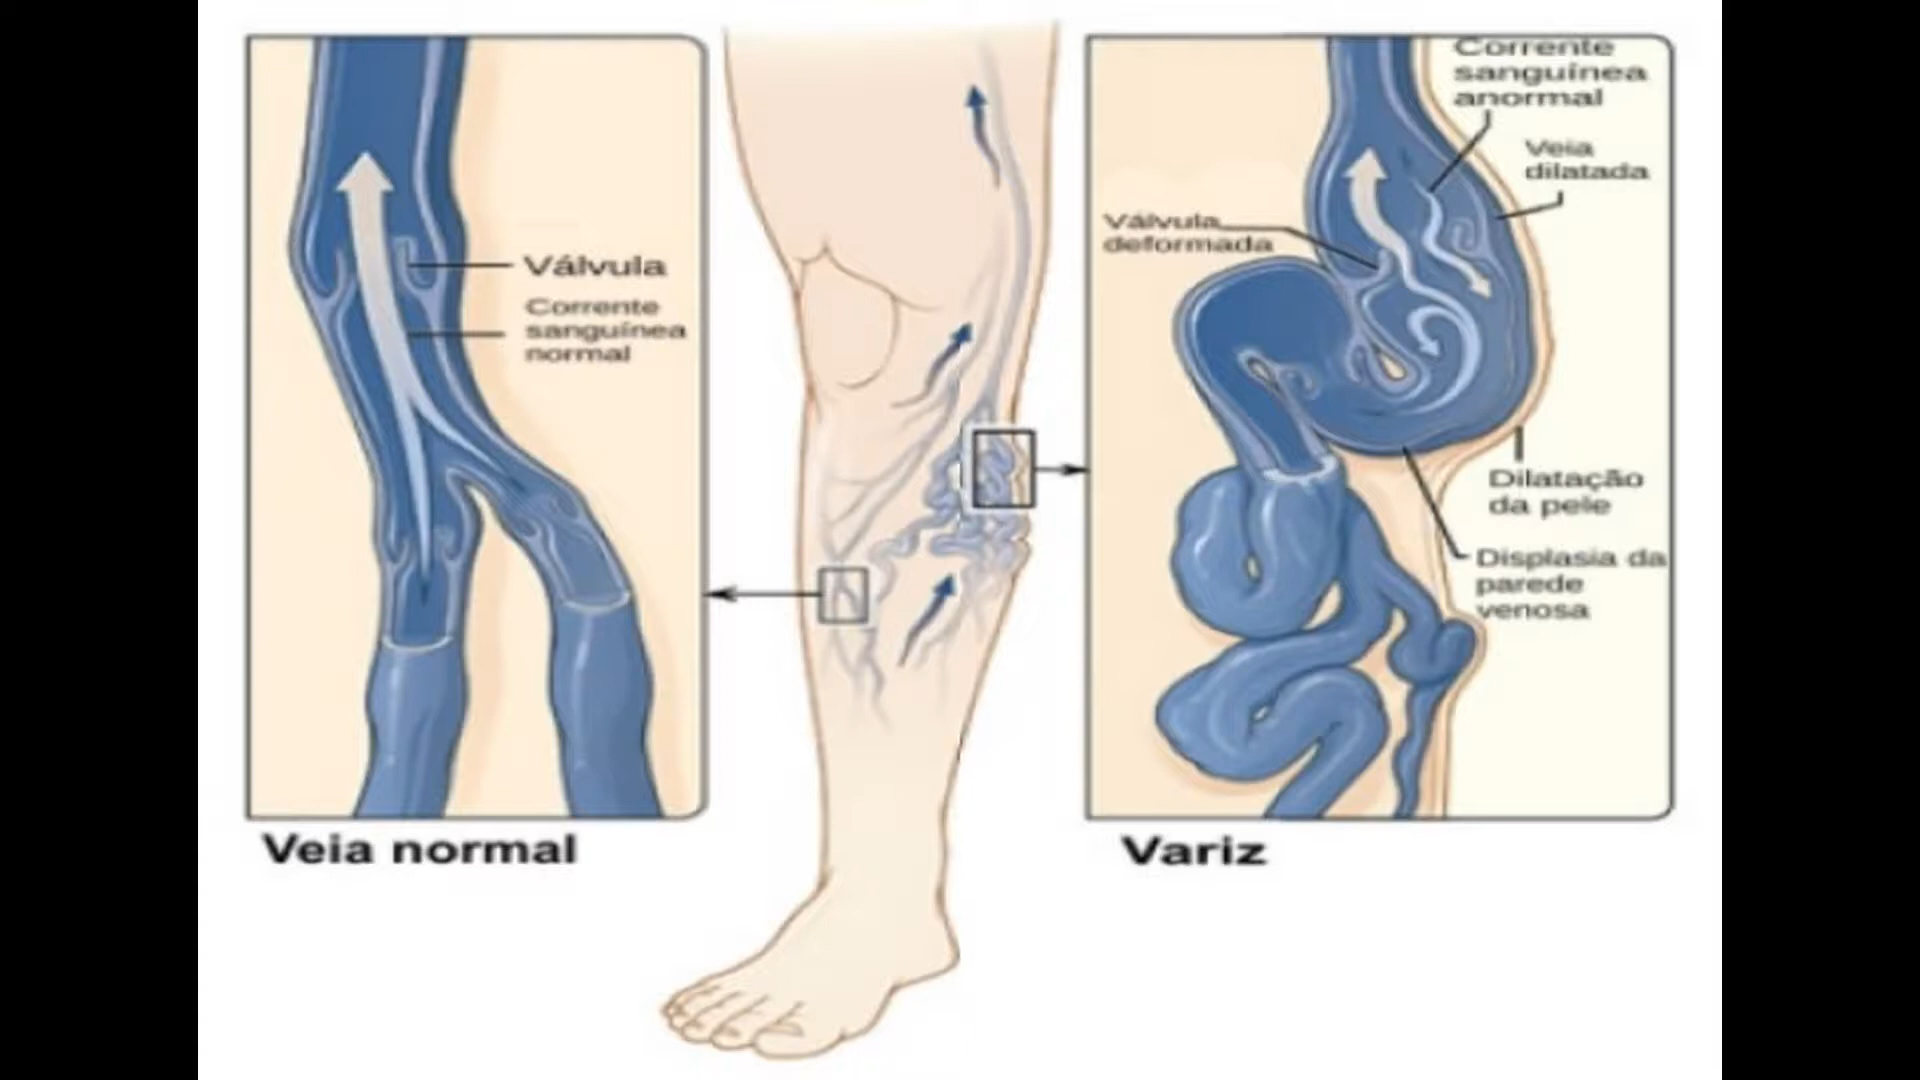 Válvula
Corrente
sanguínea
normal
Veia normal
Corrente
sanguínea
anormal
Veia
dilatada
Válvula
deformada
Dilatação
da pele
Displasia da
parede
venosa
Variz